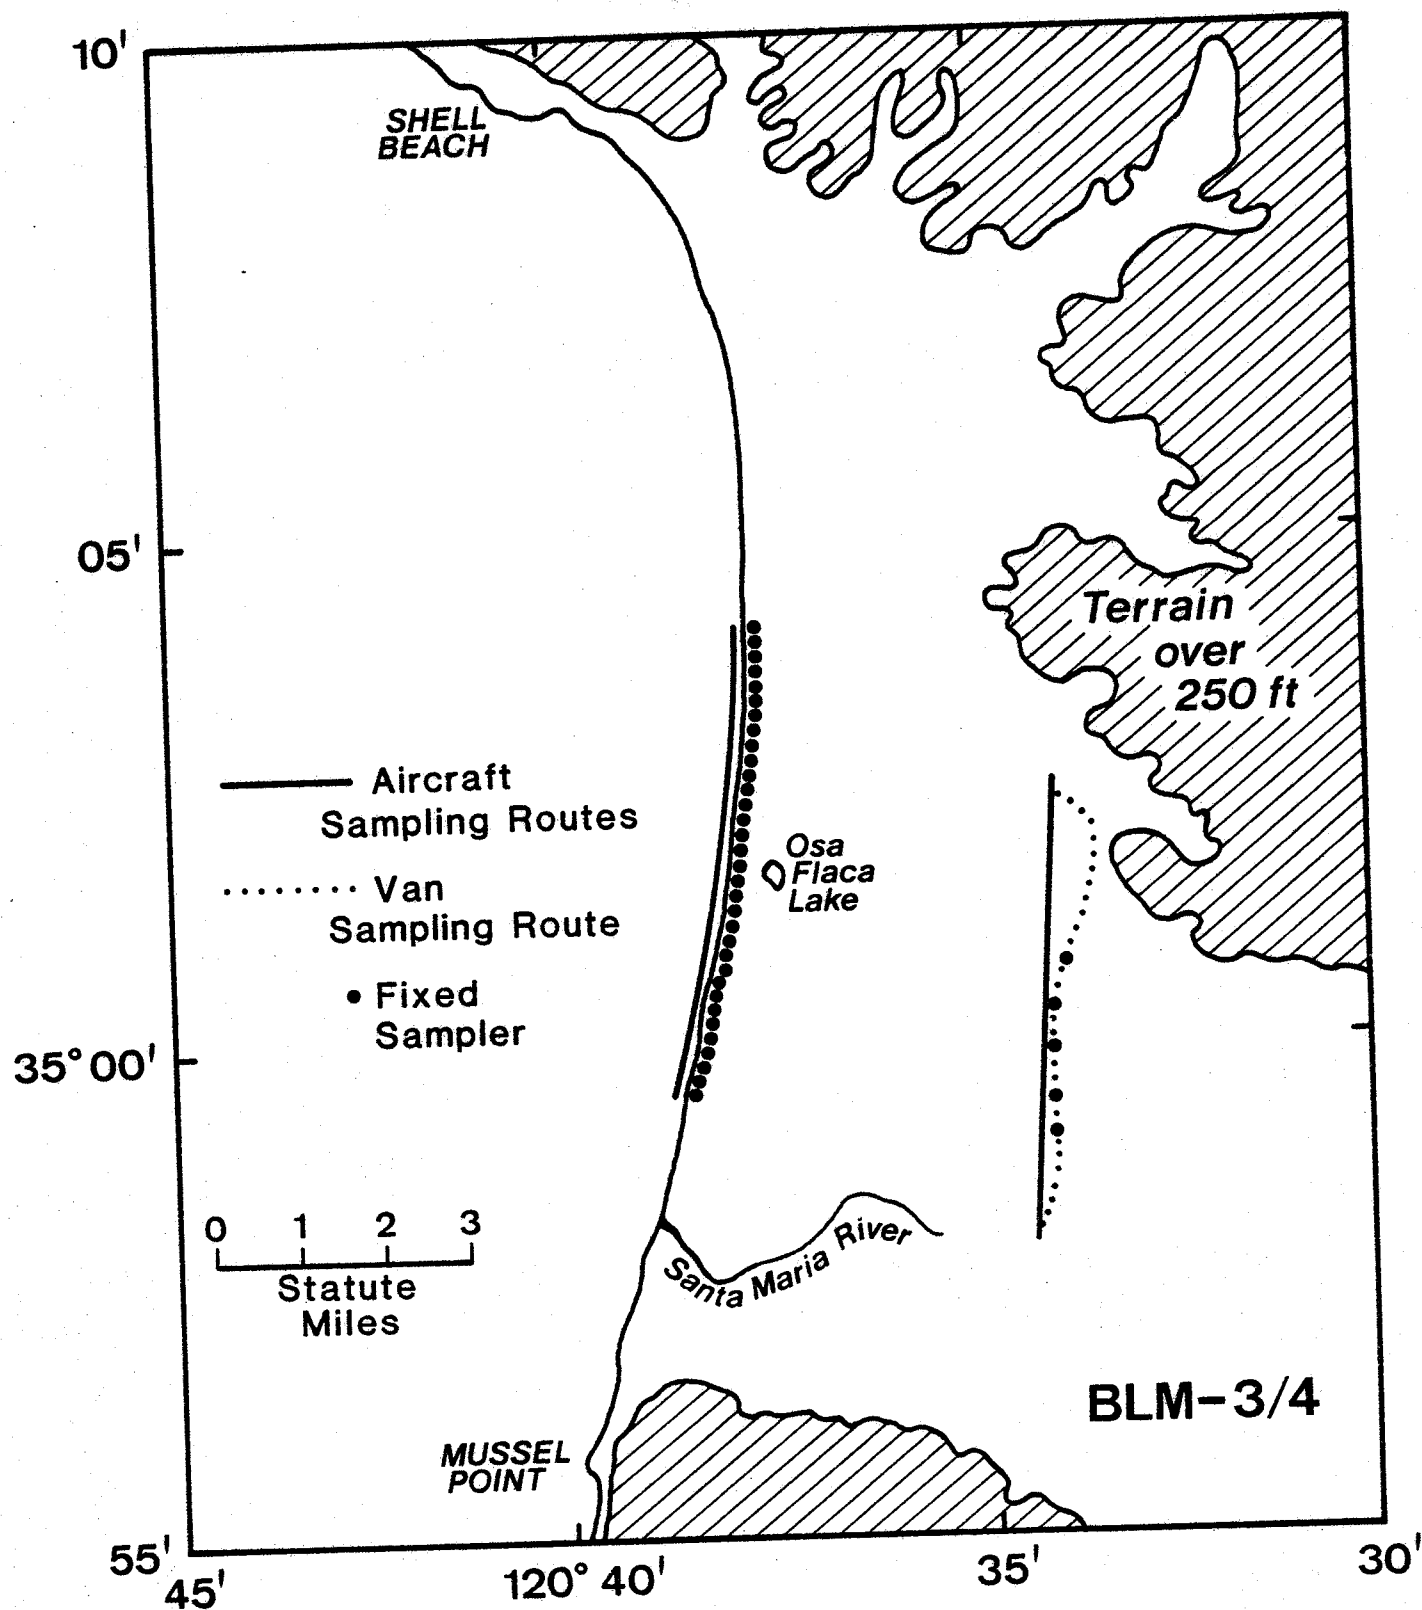 10'
SHELL
BEACH
05'
Terrain
over
250 ft
Aircraft
Sampling Routes
Osa
Flaca
Lake
Van
Sampling Route
Fixed
Sampler
35°00'
0 1 2 3
Statute
Miles
Santa Maria River
BLM-3/4
MUSSEL
POINT
55'
45'
120° 40'
35'
30'